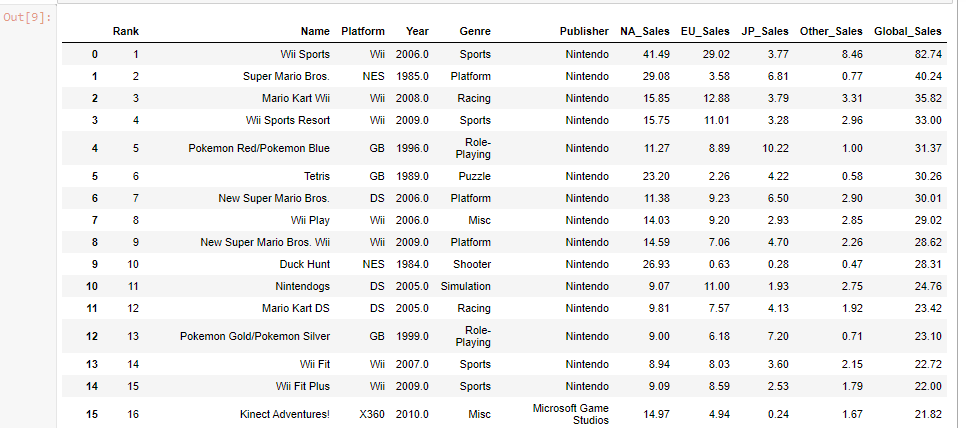 Out[9]:
Rank Name Platform Year Genre Publisher NA_Sales EU_Sales JP_Sales Other_Sales Global_Sales
0 1 Wii Sports Wii 2006.0 Sports Nintendo 41.49 29.02 3.77 8.46 82.74
1 2 Super Mario Bros. NES 1985.0 Platform Nintendo 29.08 3.58 6.81 0.77 40.24
2 3 Mario Kart Wii Wii 2008.0 Racing Nintendo 15.85 12.88 3.79 3.31 35.82
3 4 Wii Sports Resort Wii 2009.0 Sports Nintendo 15.75 11.01 3.28 2.96 33.00
4 5 Pokemon Red/Pokemon Blue GB 1996.0 Role-
Playing Nintendo 11.27 8.89 10.22 1.00 31.37
5 6 Tetris GB 1989.0 Puzzle Nintendo 23.20 2.26 4.22 0.58 30.26
6 7 New Super Mario Bros. DS 2006.0 Platform Nintendo 11.38 9.23 6.50 2.90 30.01
7 8 Wii Play Wii 2006.0 Misc Nintendo 14.03 9.20 2.93 2.85 29.02
8 9 New Super Mario Bros. Wii Wii 2009.0 Platform Nintendo 14.59 7.06 4.70 2.26 28.62
9 10 Duck Hunt NES 1984.0 Shooter Nintendo 26.93 0.63 0.28 0.47 28.31
10 11 Nintendogs DS 2005.0 Simulation Nintendo 9.07 11.00 1.93 2.75 24.76
11 12 Mario Kart DS DS 2005.0 Racing Nintendo 9.81 7.57 4.13 1.92 23.42
12 13 Pokemon Gold/Pokemon Silver GB 1999.0 Role-
Playing Nintendo 9.00 6.18 7.20 0.71 23.10
13 14 Wii Fit Wii 2007.0 Sports Nintendo 8.94 8.03 3.60 2.15 22.72
14 15 Wii Fit Plus Wii 2009.0 Sports Nintendo 9.09 8.59 2.53 1.79 22.00
15 16 Kinect Adventures! X360 2010.0 Misc Microsoft Game
Studios 14.97 4.94 0.24 1.67 21.82